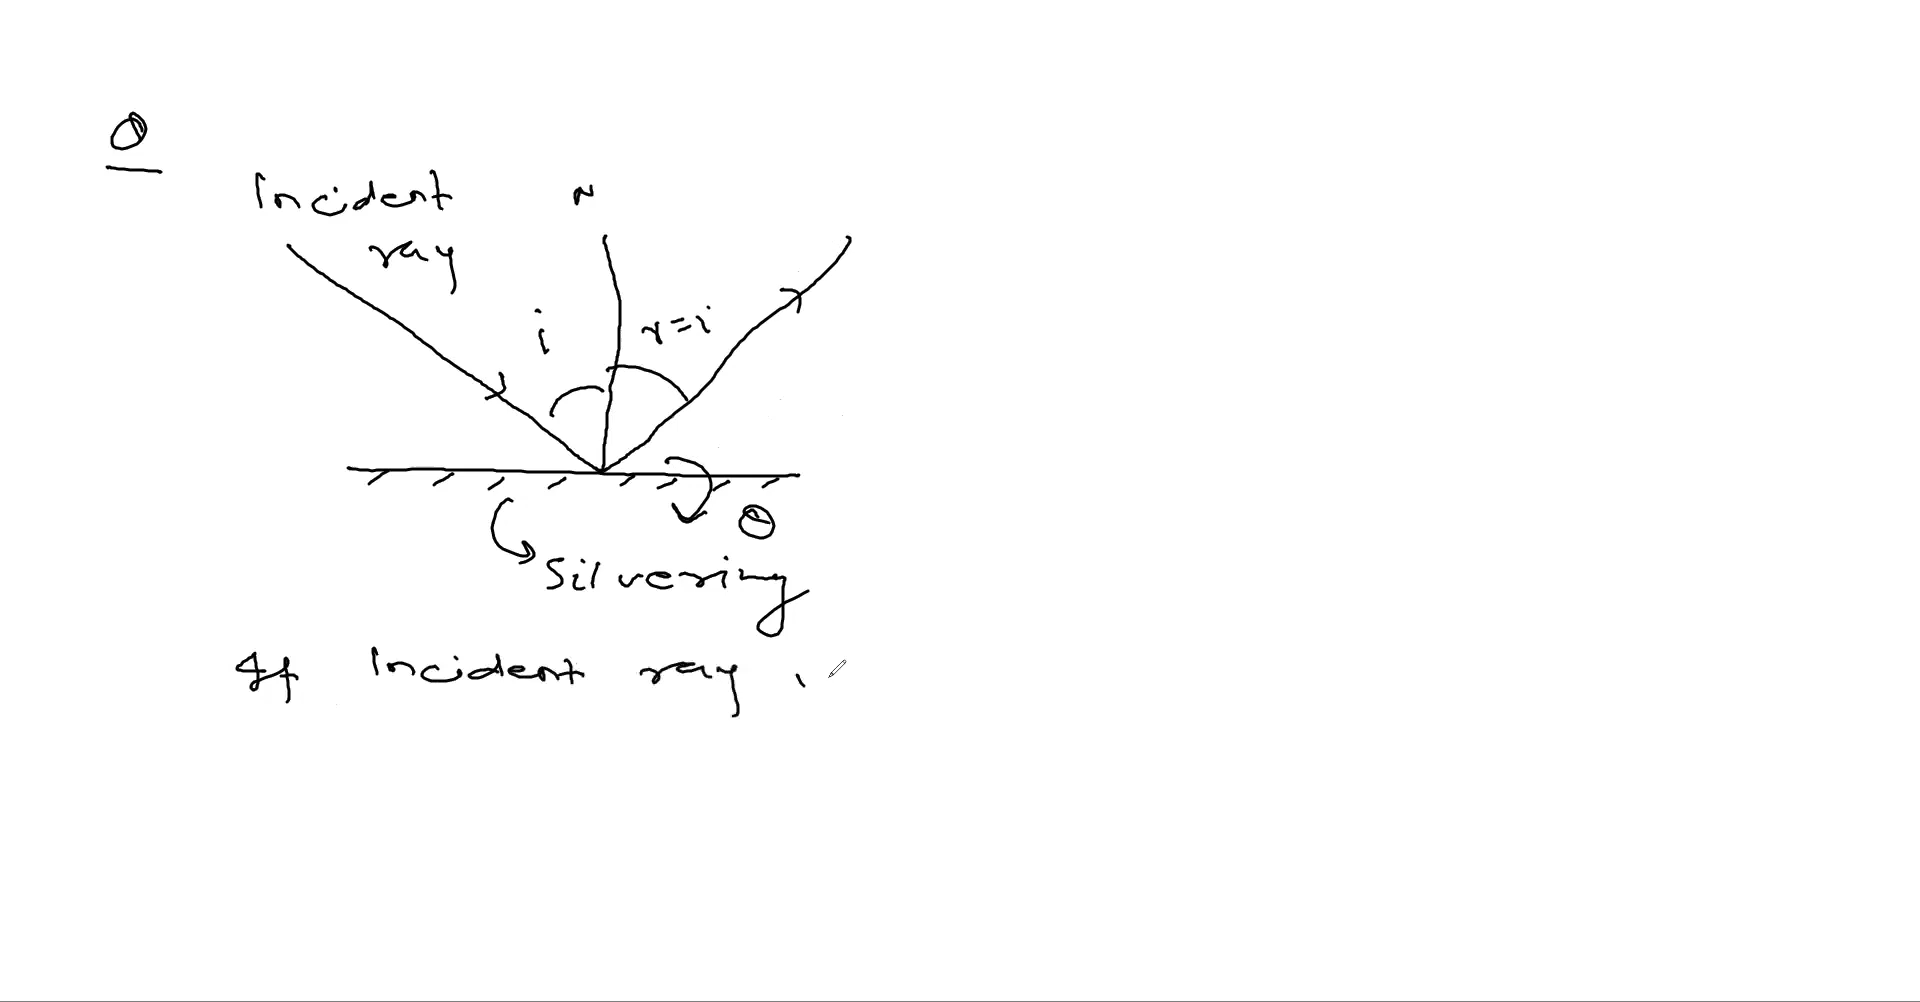 Q
Incident
ray
N
i
r=i
θ
Silvering
If Incident ray